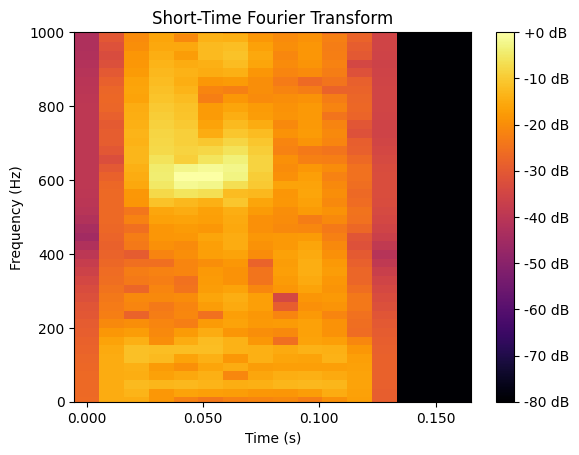 Short-Time Fourier Transform
1000
800
600
400
200
0
Frequency (Hz)
0.000
0.050
0.100
0.150
Time (s)
+0 dB
-10 dB
-20 dB
-30 dB
-40 dB
-50 dB
-60 dB
-70 dB
-80 dB